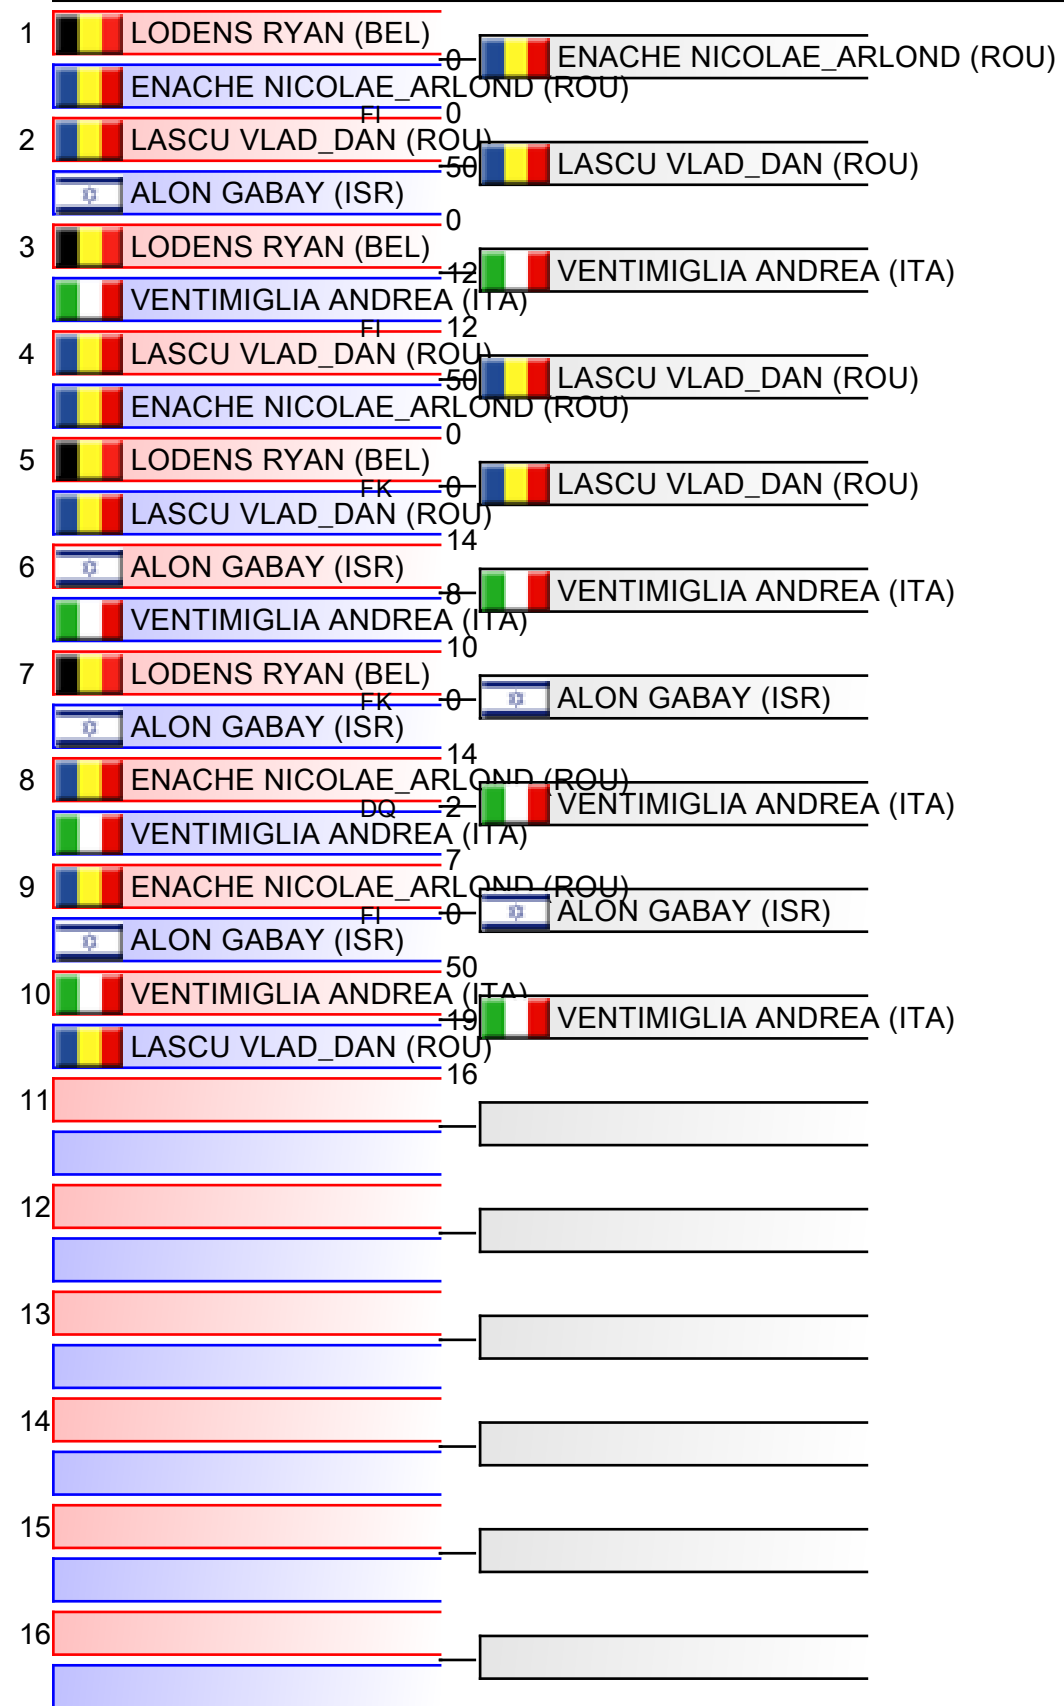 1 LODENS RYAN (BEL)
0 ENACHE NICOLAE_ARLOND (ROU)
ENACHE NICOLAE_ARLOND (ROU)
FI 0
2 LASCU VLAD_DAN (ROU)
50 LASCU VLAD_DAN (ROU)
ALON GABAY (ISR)
0
3 LODENS RYAN (BEL)
12 VENTIMIGLIA ANDREA (ITA)
VENTIMIGLIA ANDREA (ITA)
FI 12
4 LASCU VLAD_DAN (ROU)
50 LASCU VLAD_DAN (ROU)
ENACHE NICOLAE_ARLOND (ROU)
0
5 LODENS RYAN (BEL)
FK 0 LASCU VLAD_DAN (ROU)
LASCU VLAD_DAN (ROU)
14
6 ALON GABAY (ISR)
8 VENTIMIGLIA ANDREA (ITA)
VENTIMIGLIA ANDREA (ITA)
10
7 LODENS RYAN (BEL)
FK 0 ALON GABAY (ISR)
ALON GABAY (ISR)
14
8 ENACHE NICOLAE_ARLOND (ROU)
DQ 2 VENTIMIGLIA ANDREA (ITA)
VENTIMIGLIA ANDREA (ITA)
7
9 ENACHE NICOLAE_ARLOND (ROU)
FI 0 ALON GABAY (ISR)
ALON GABAY (ISR)
50
10 VENTIMIGLIA ANDREA (ITA)
19 VENTIMIGLIA ANDREA (ITA)
LASCU VLAD_DAN (ROU)
16
11
12
13
14
15
16